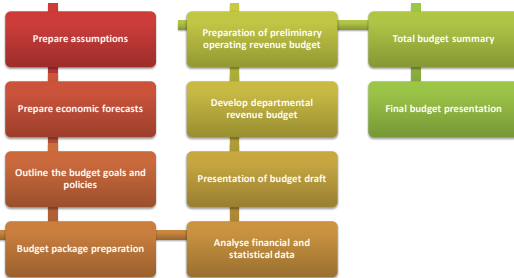 Prepare assumptions
Prepare economic forecasts
Outline the budget goals and
policies
Budget package preparation
Analyse financial and
statistical data
Presentation of budget draft
Develop departmental
revenue budget
Preparation of preliminary
operating revenue budget
Total budget summary
Final budget presentation